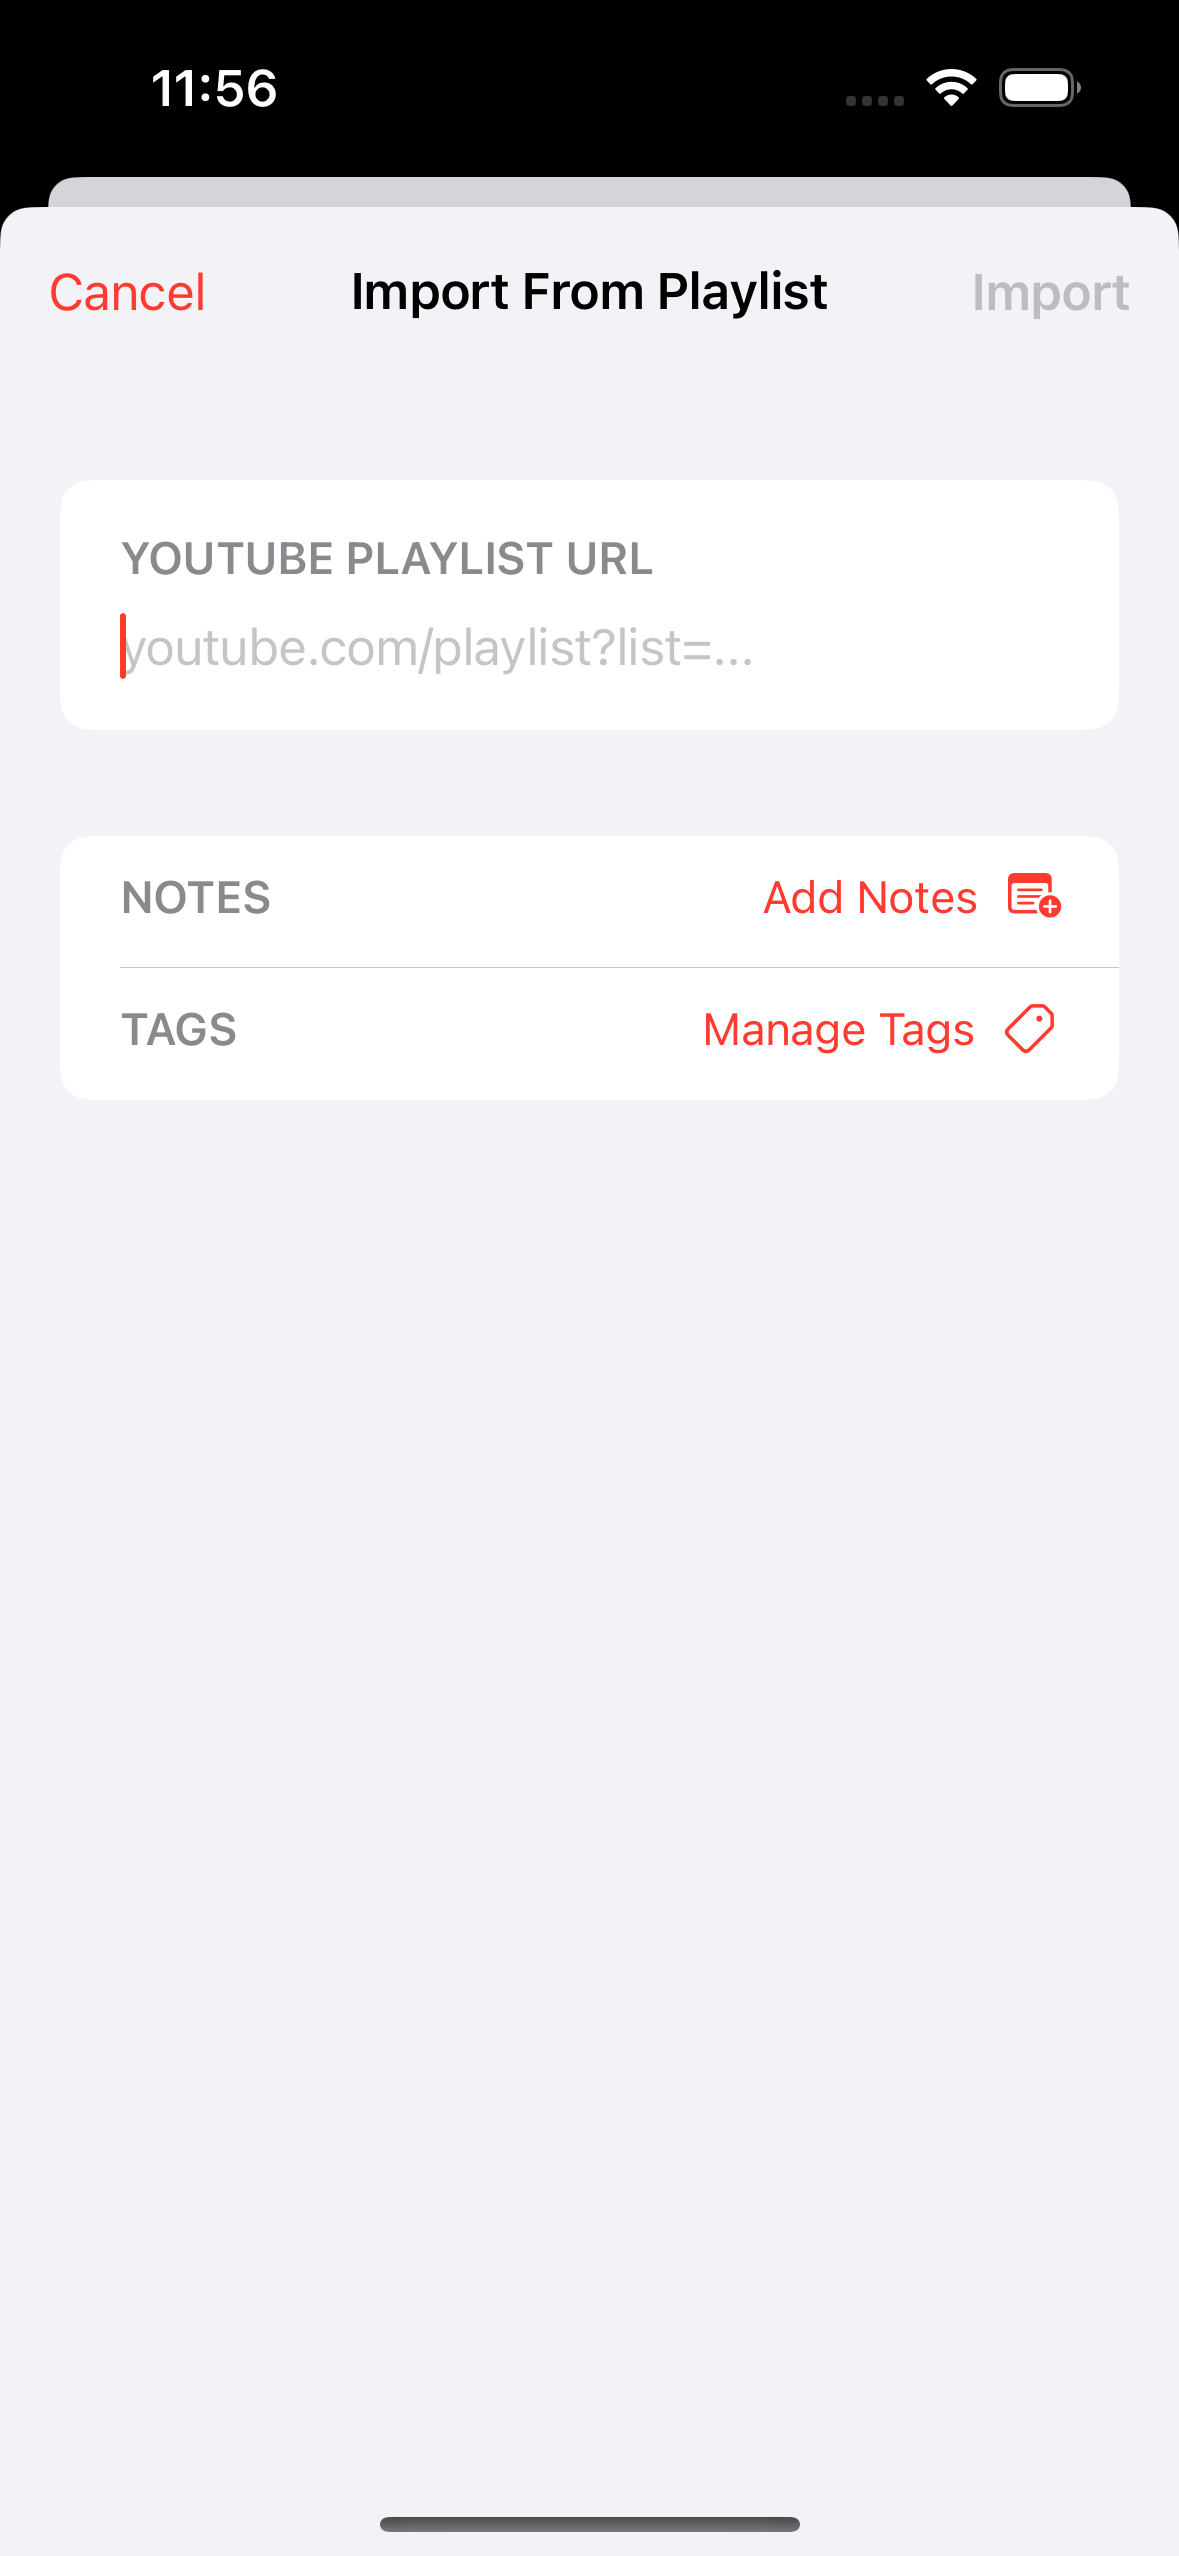 11:56
Cancel Import From Playlist Import
YOUTUBE PLAYLIST URL
youtube.com/playlist?list=...
NOTES Add Notes
TAGS Manage Tags